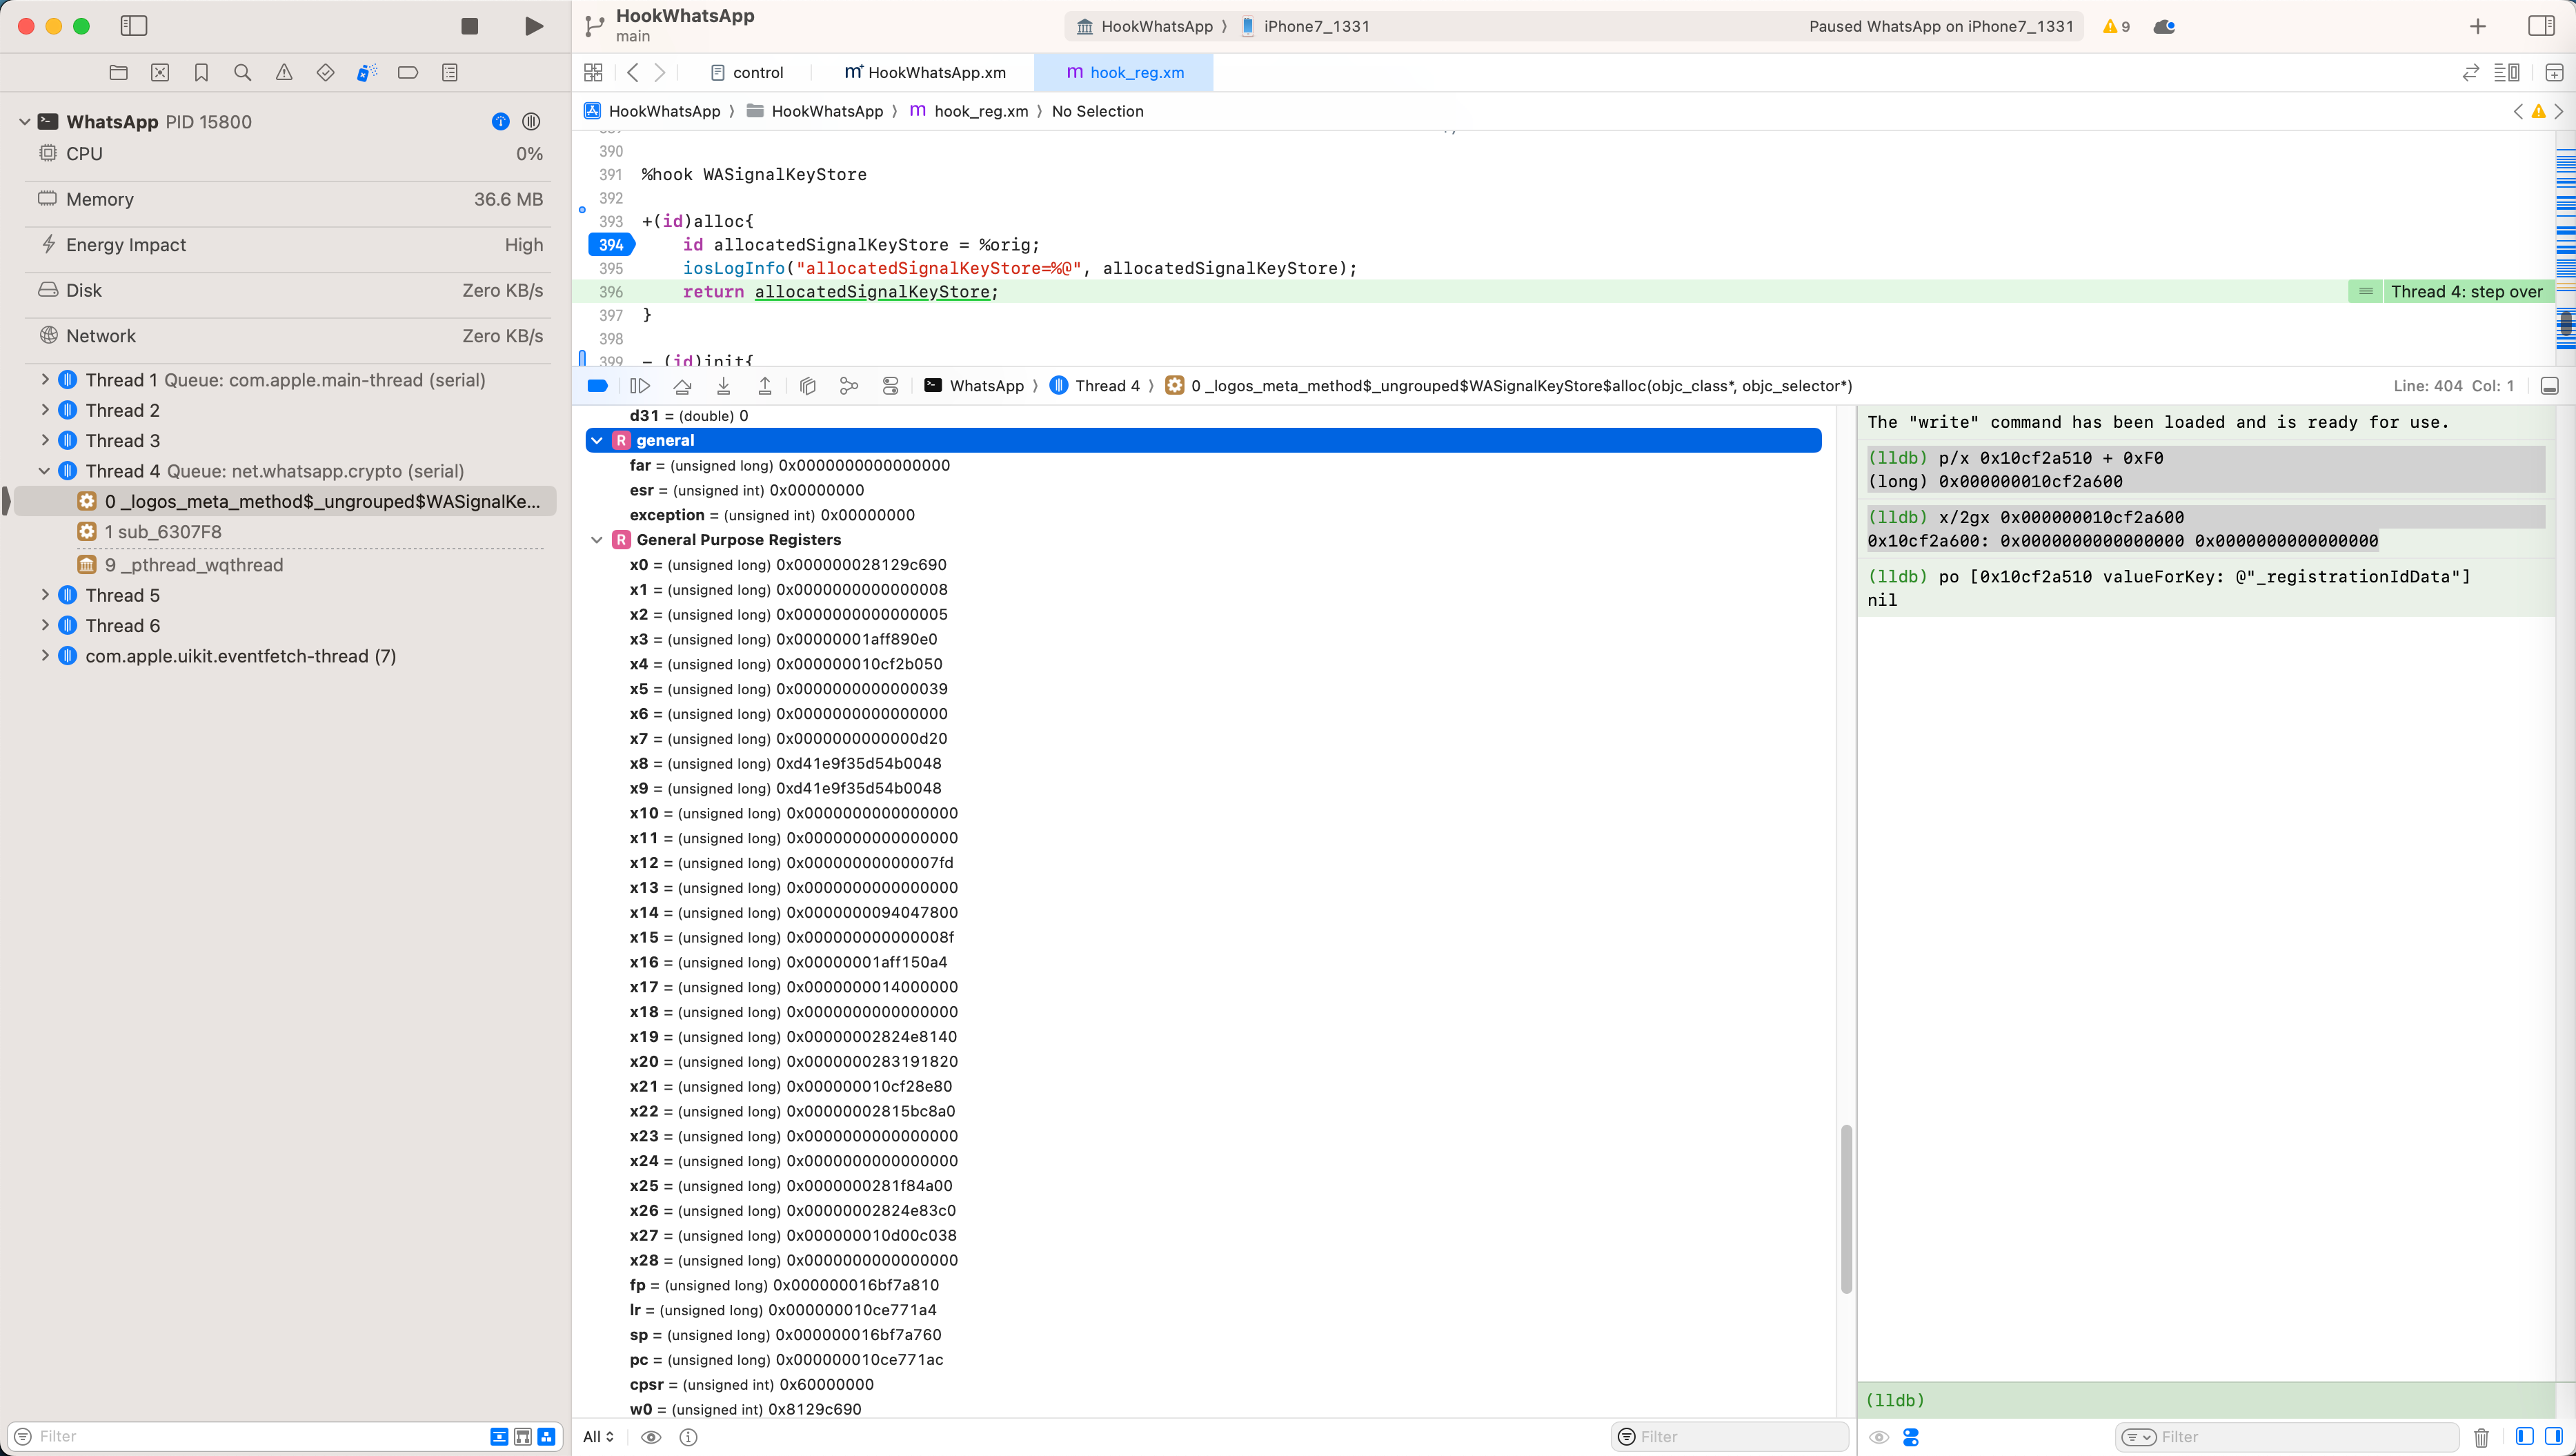 HookWhatsApp
main
HookWhatsApp 〉 iPhone7_1331
Paused WhatsApp on iPhone7_1331
9
control
HookWhatsApp.xm
hook_reg.xm
HookWhatsApp 〉 HookWhatsApp 〉 hook_reg.xm 〉 No Selection
WhatsApp PID 15800
CPU 0%
Memory 36.6 MB
Energy Impact High
Disk Zero KB/s
Network Zero KB/s
Thread 1 Queue: com.apple.main-thread (serial)
Thread 2
Thread 3
Thread 4 Queue: net.whatsapp.crypto (serial)
0 _logos_meta_method$_ungrouped$WASignalKe...
1 sub_6307F8
9 _pthread_wqthread
Thread 5
Thread 6
com.apple.uikit.eventfetch-thread (7)
Filter
390
391 %hook WASignalKeyStore
392
393 +(id)alloc{
394 id allocatedSignalKeyStore = %orig;
395 iosLogInfo("allocatedSignalKeyStore=%@", allocatedSignalKeyStore);
396 return allocatedSignalKeyStore; Thread 4: step over
397 }
398
399 - (id)init{
WhatsApp 〉 Thread 4 〉 0 _logos_meta_method$_ungrouped$WASignalKeyStore$alloc(objc_class*, objc_selector*)
Line: 404 Col: 1
d31 = (double) 0
R general
far = (unsigned long) 0x0000000000000000
esr = (unsigned int) 0x00000000
exception = (unsigned int) 0x00000000
R General Purpose Registers
x0 = (unsigned long) 0x000000028129c690
x1 = (unsigned long) 0x0000000000000008
x2 = (unsigned long) 0x0000000000000005
x3 = (unsigned long) 0x00000001aff890e0
x4 = (unsigned long) 0x000000010cf2b050
x5 = (unsigned long) 0x0000000000000039
x6 = (unsigned long) 0x0000000000000000
x7 = (unsigned long) 0x0000000000000d20
x8 = (unsigned long) 0xd41e9f35d54b0048
x9 = (unsigned long) 0xd41e9f35d54b0048
x10 = (unsigned long) 0x0000000000000000
x11 = (unsigned long) 0x0000000000000000
x12 = (unsigned long) 0x00000000000007fd
x13 = (unsigned long) 0x0000000000000000
x14 = (unsigned long) 0x0000000094047800
x15 = (unsigned long) 0x000000000000008f
x16 = (unsigned long) 0x00000001aff150a4
x17 = (unsigned long) 0x0000000014000000
x18 = (unsigned long) 0x0000000000000000
x19 = (unsigned long) 0x00000002824e8140
x20 = (unsigned long) 0x0000000283191820
x21 = (unsigned long) 0x000000010cf28e80
x22 = (unsigned long) 0x00000002815bc8a0
x23 = (unsigned long) 0x0000000000000000
x24 = (unsigned long) 0x0000000000000000
x25 = (unsigned long) 0x0000000281f84a00
x26 = (unsigned long) 0x00000002824e83c0
x27 = (unsigned long) 0x000000010d00c038
x28 = (unsigned long) 0x0000000000000000
fp = (unsigned long) 0x000000016bf7a810
lr = (unsigned long) 0x000000010ce771a4
sp = (unsigned long) 0x000000016bf7a760
pc = (unsigned long) 0x000000010ce771ac
cpsr = (unsigned int) 0x60000000
w0 = (unsigned int) 0x8129c690
All
Filter
The "write" command has been loaded and is ready for use.
(lldb) p/x 0x10cf2a510 + 0xF0
(long) 0x000000010cf2a600
(lldb) x/2gx 0x000000010cf2a600
0x10cf2a600: 0x0000000000000000 0x0000000000000000
(lldb) po [0x10cf2a510 valueForKey: @"_registrationIdData"]
nil
(lldb)
Filter